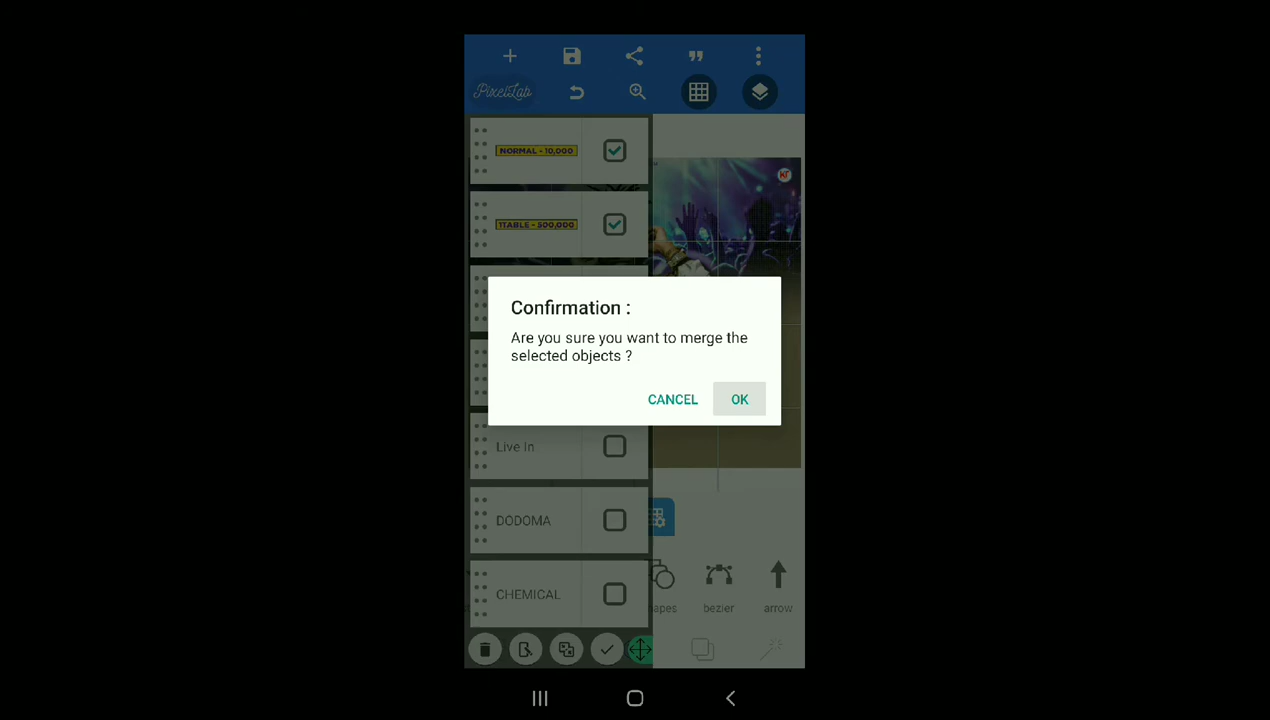 PixelLab
NORMAL - 10,000
1TABLE - 500,000
Confirmation :
Are you sure you want to merge the
selected objects ?
CANCEL
OK
Live In
DODOMA
CHEMICAL
hapes
bezier
arrow